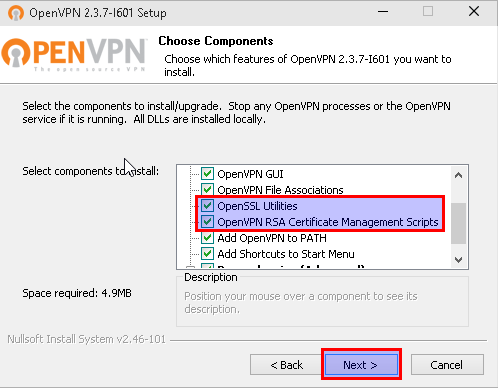 OpenVPN 2.3.7-I601 Setup
OPENVPN
The open source VPN
Choose Components
Choose which features of OpenVPN 2.3.7-I601 you want to
install.
Select the components to install/upgrade. Stop any OpenVPN processes or the OpenVPN
service if it is running. All DLLs are installed locally.
Select components to install:
OpenVPN GUI
OpenVPN File Associations
OpenSSL Utilities
OpenVPN RSA Certificate Management Scripts
Add OpenVPN to PATH
Add Shortcuts to Start Menu
(Advanced)
Space required: 4.9MB
Description
Position your mouse over a component to see its
description.
Nullsoft Install System v2.46-101
< Back
Next >
Cancel